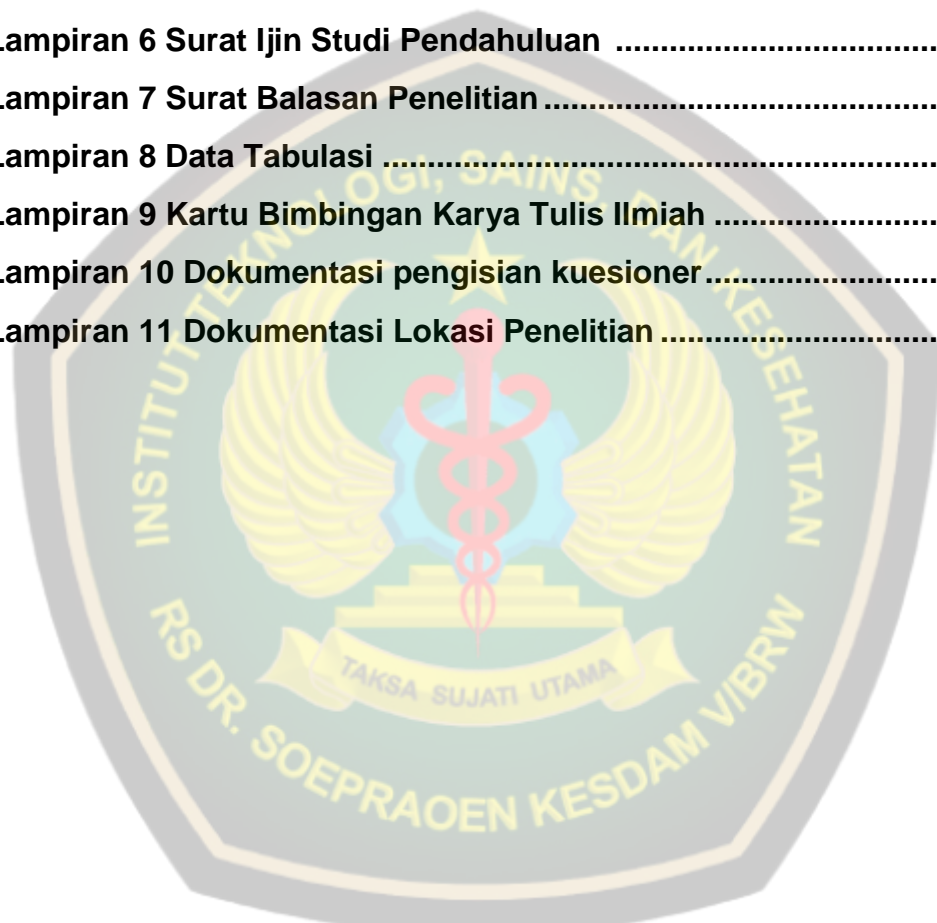 Lampiran 6 Surat Ijin Studi Pendahuluan ....................................
Lampiran 7 Surat Balasan Penelitian ............................................
Lampiran 8 Data Tabulasi ..............................................................
Lampiran 9 Kartu Bimbingan Karya Tulis Ilmiah .........................
Lampiran 10 Dokumentasi pengisian kuesioner..........................
Lampiran 11 Dokumentasi Lokasi Penelitian ...............................
INSTITUT TEKNOLOGI, SAINS, DAN KESEHATAN
TAKSA SUJATI UTAMA
RS DR. SOEPRAOEN KESDAM V/BRW